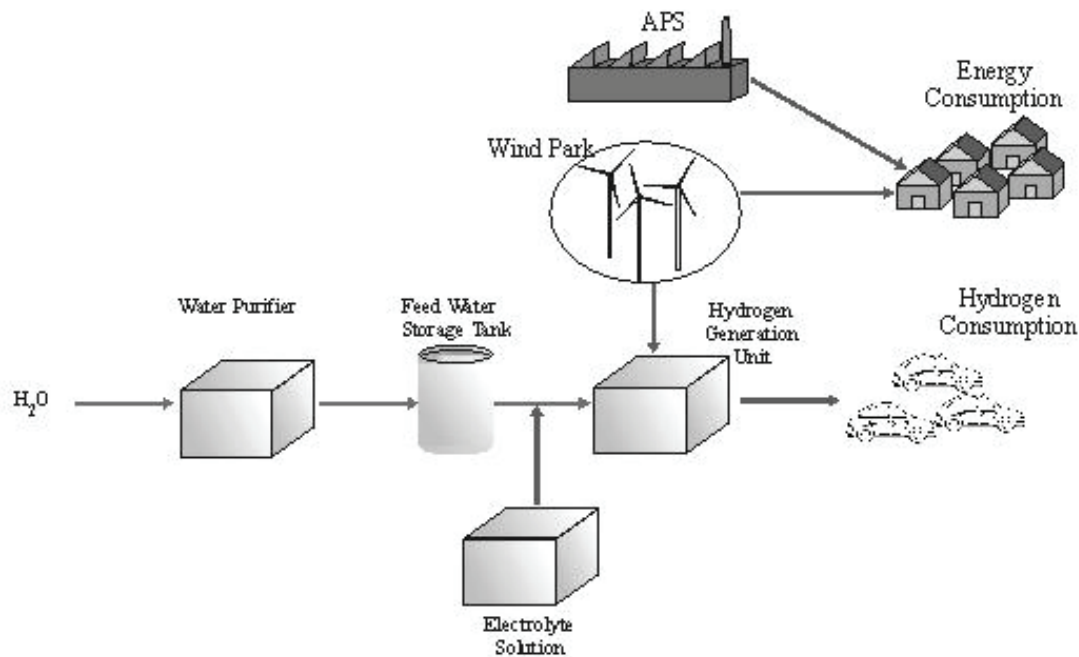 APS
Energy
Consumption
Wind Park
Water Purifier
Feed Water
Storage Tank
Hydrogen
Generation
Unit
Hydrogen
Consumption
H₂O
Electrolyte
Solution